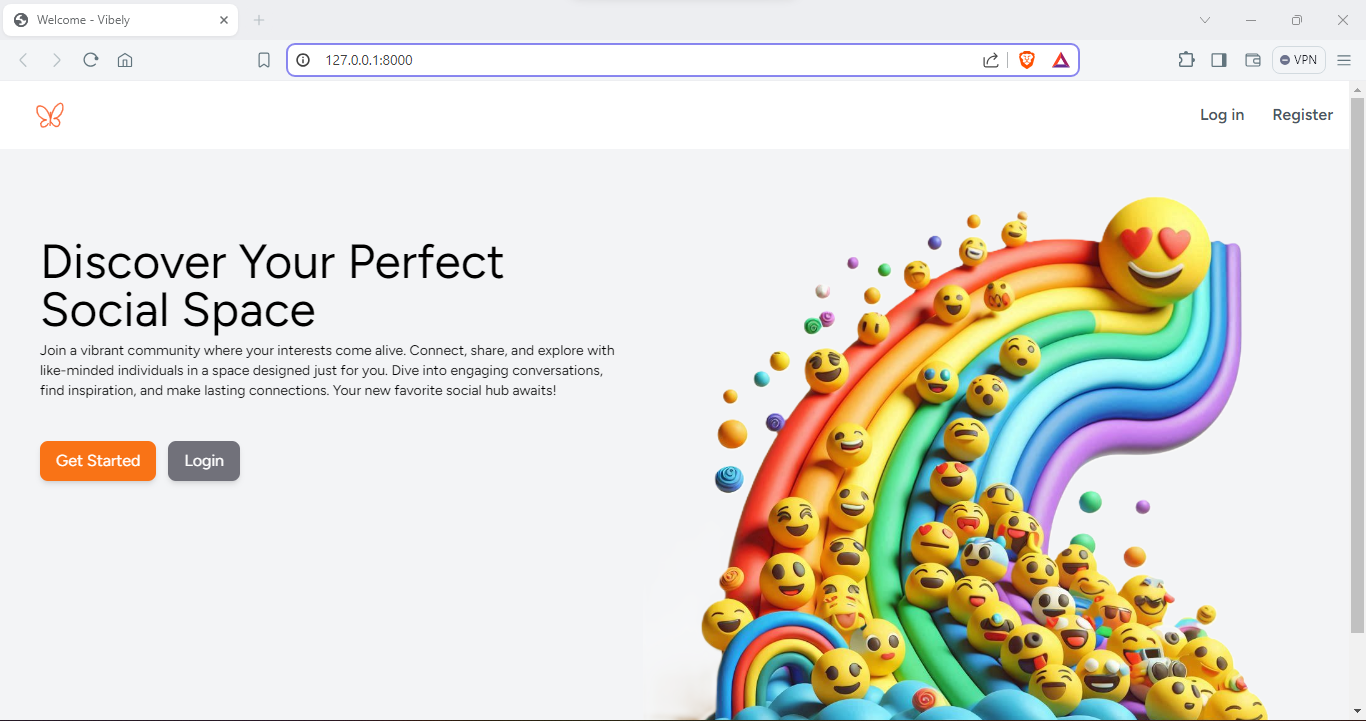 Welcome - Vibely
127.0.0.1:8000
VPN
Log in
Register
Discover Your Perfect
Social Space
Join a vibrant community where your interests come alive. Connect, share, and explore with
like-minded individuals in a space designed just for you. Dive into engaging conversations,
find inspiration, and make lasting connections. Your new favorite social hub awaits!
Get Started
Login